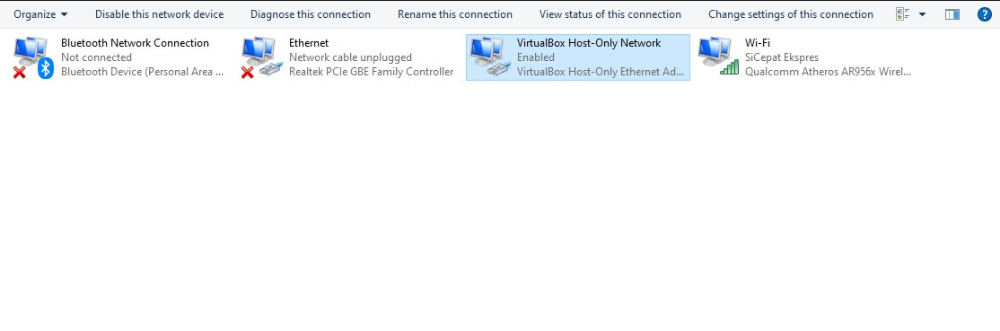 Organize Disable this network device Diagnose this connection Rename this connection View status of this connection Change settings of this connection
Bluetooth Network Connection
Not connected
Bluetooth Device (Personal Area ...
Ethernet
Network cable unplugged
Realtek PCIe GBE Family Controller
VirtualBox Host-Only Network
Enabled
VirtualBox Host-Only Ethernet Ad...
Wi-Fi
SiCepat Ekspres
Qualcomm Atheros AR956x Wirel...